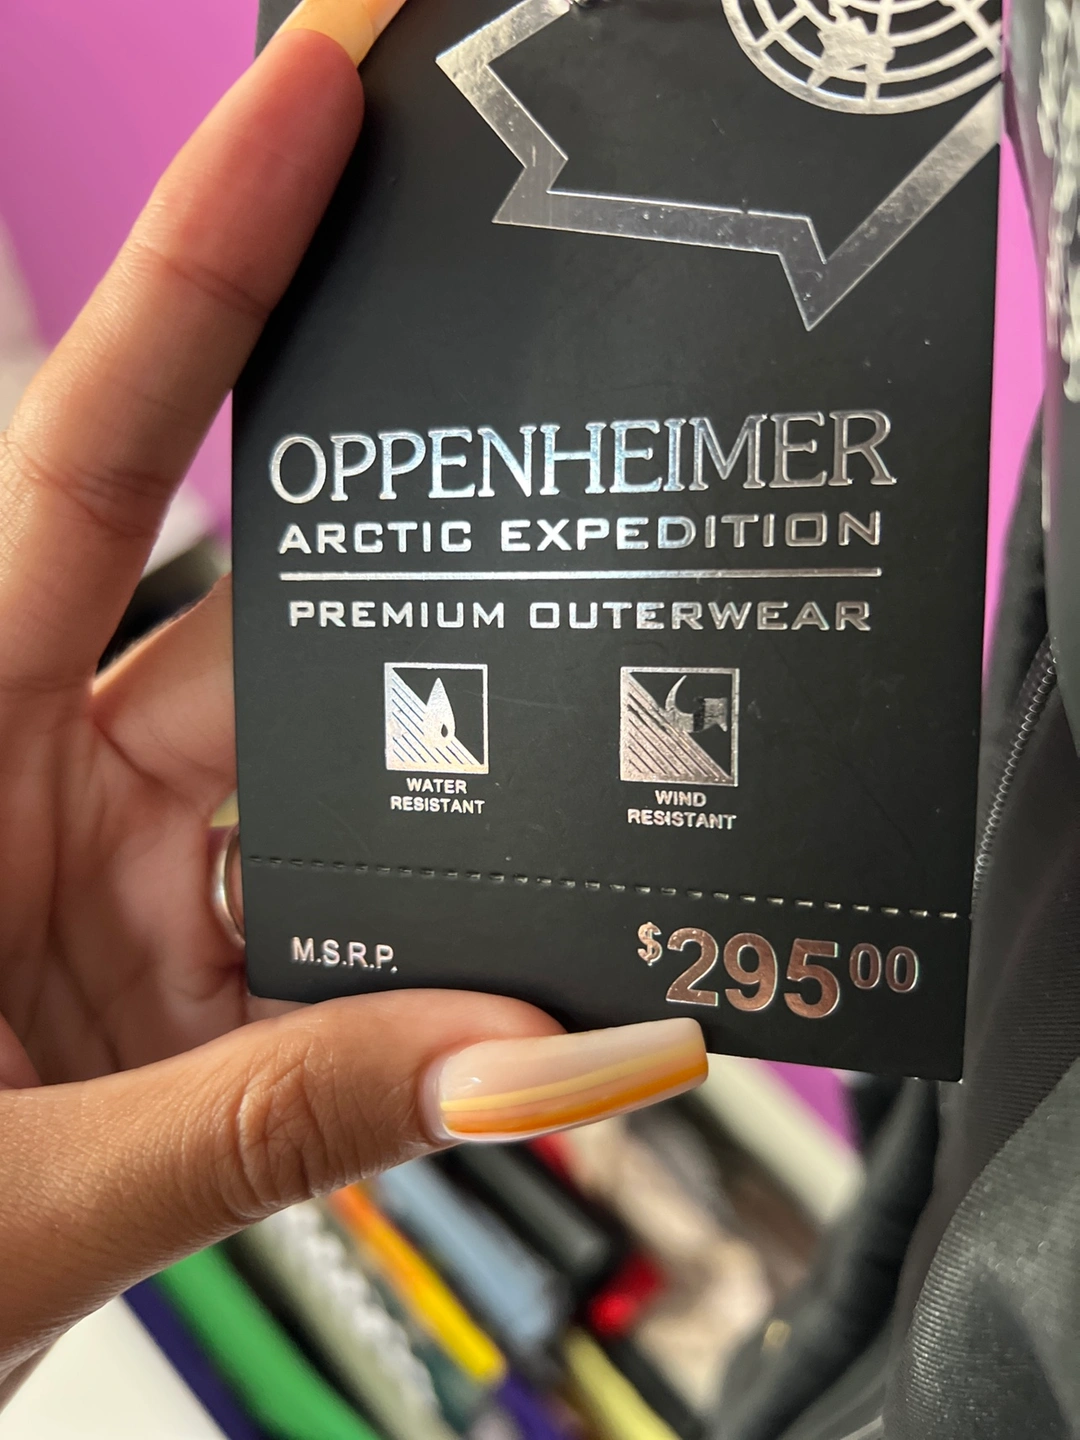 OPPENHEIMER
ARCTIC EXPEDITION
PREMIUM OUTERWEAR
WATER
RESISTANT
WIND
RESISTANT
M.S.R.P.
$29500